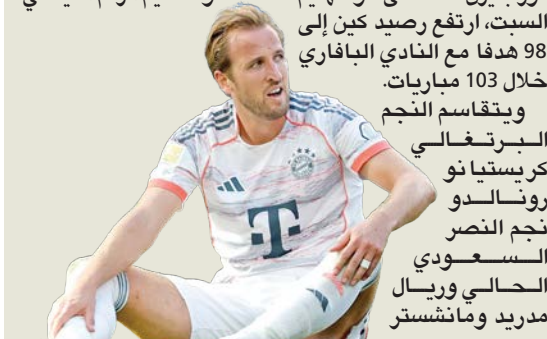 السبت، ارتفع رصيد كين إلى
98 هدفا مع النادي البافاري
خلال 103 مباريات.
ويتقاسم النجم
البرتغالي
كريستيانو
رونالدو
نجم النصر
السعودي
الحالي وريال
مدريد ومانشستر
T